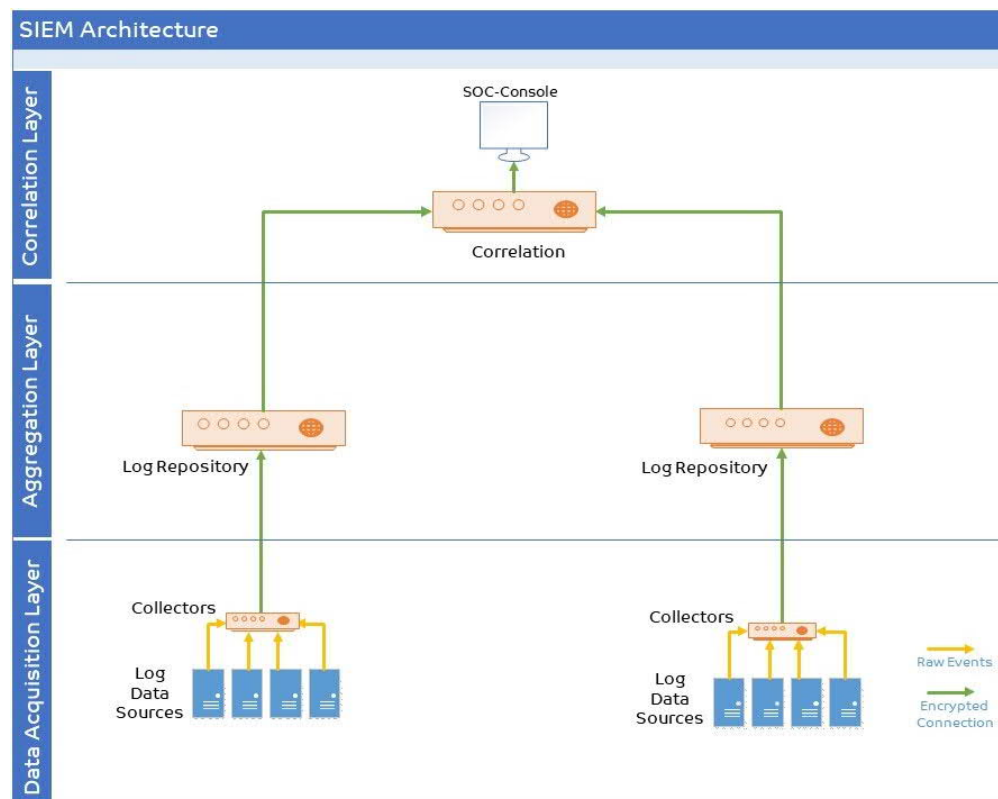 SIEM Architecture
Correlation Layer
SOC-Console
Correlation
Aggregation Layer
Log Repository
Log Repository
Data Acquisition Layer
Collectors
Log
Data
Sources
Collectors
Log
Data
Sources
Raw Events
Encrypted
Connection